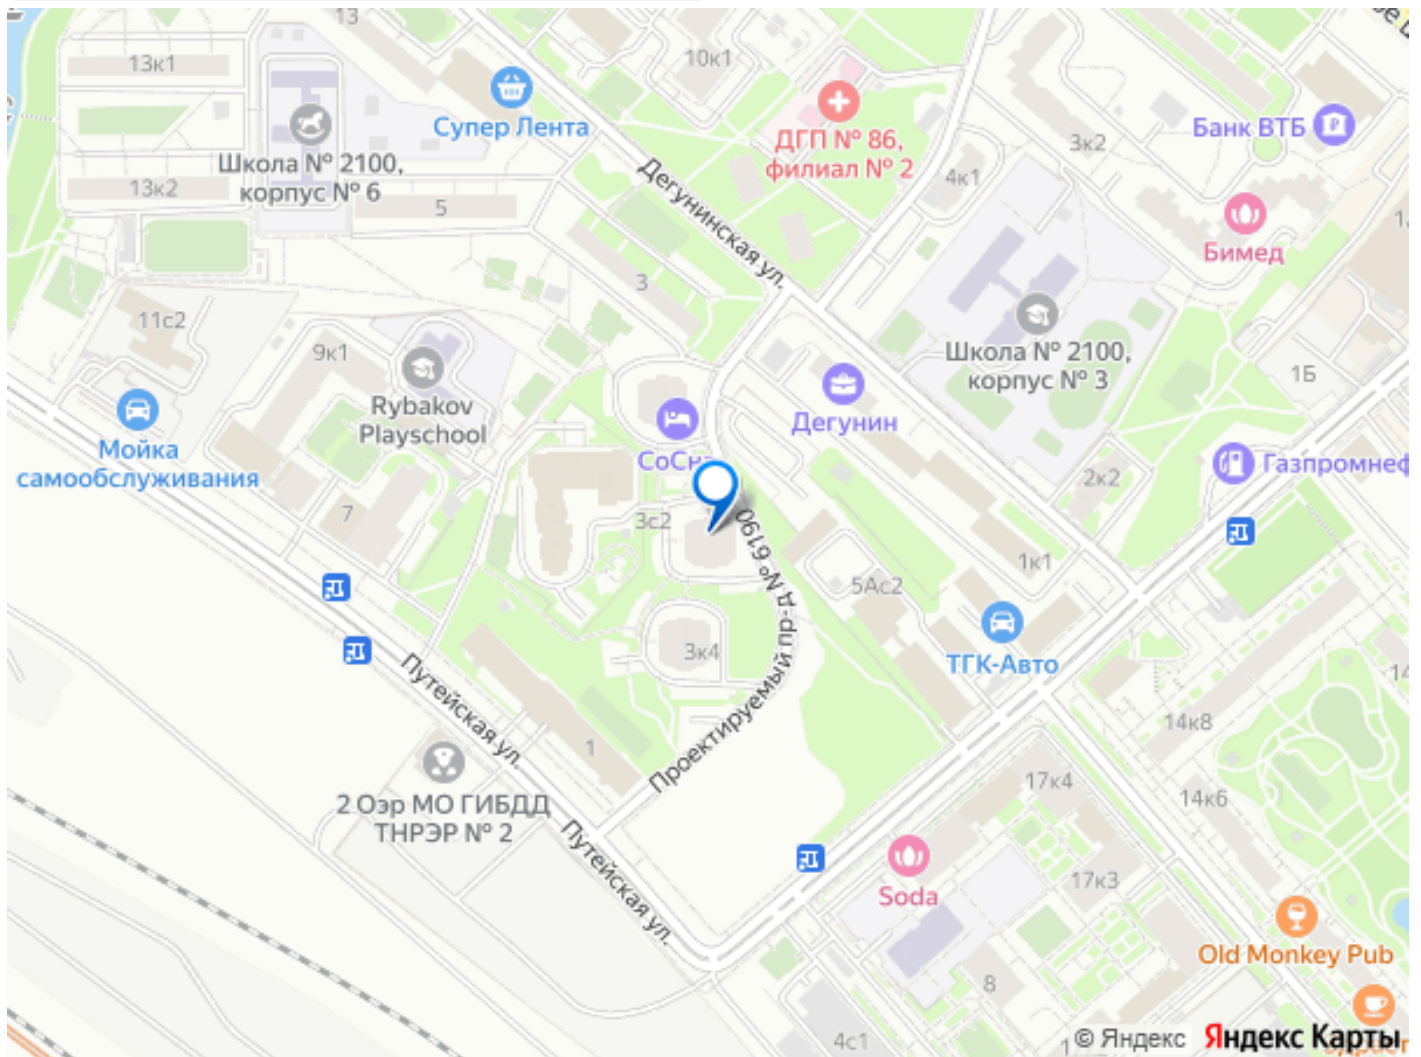 13
13к1
10к1
Супер Лента
ДГП № 86,
филиал № 2
3к2
Банк ВТБ
Школа № 2100,
корпус № 6
13к2
5
4к1
Дегунинская ул.
Бимед
3
11с2
9к1
Rybakov
Playschool
Школа № 2100,
корпус № 3
1Б
Дегунин
Мойка
самообслуживания
Газпромнеф
2к2
7
3с2
1к1
5Ас2
Проектируемый пр-д № 6190
3к4
ТГК-Авто
Путейская ул.
14к8
1
17к4
14к6
2 Оэр МО ГИБДД
ТНРЭР № 2
Путейская ул.
Soda
17к3
Old Monkey Pub
8
4с1
© Яндекс
Яндекс Карты